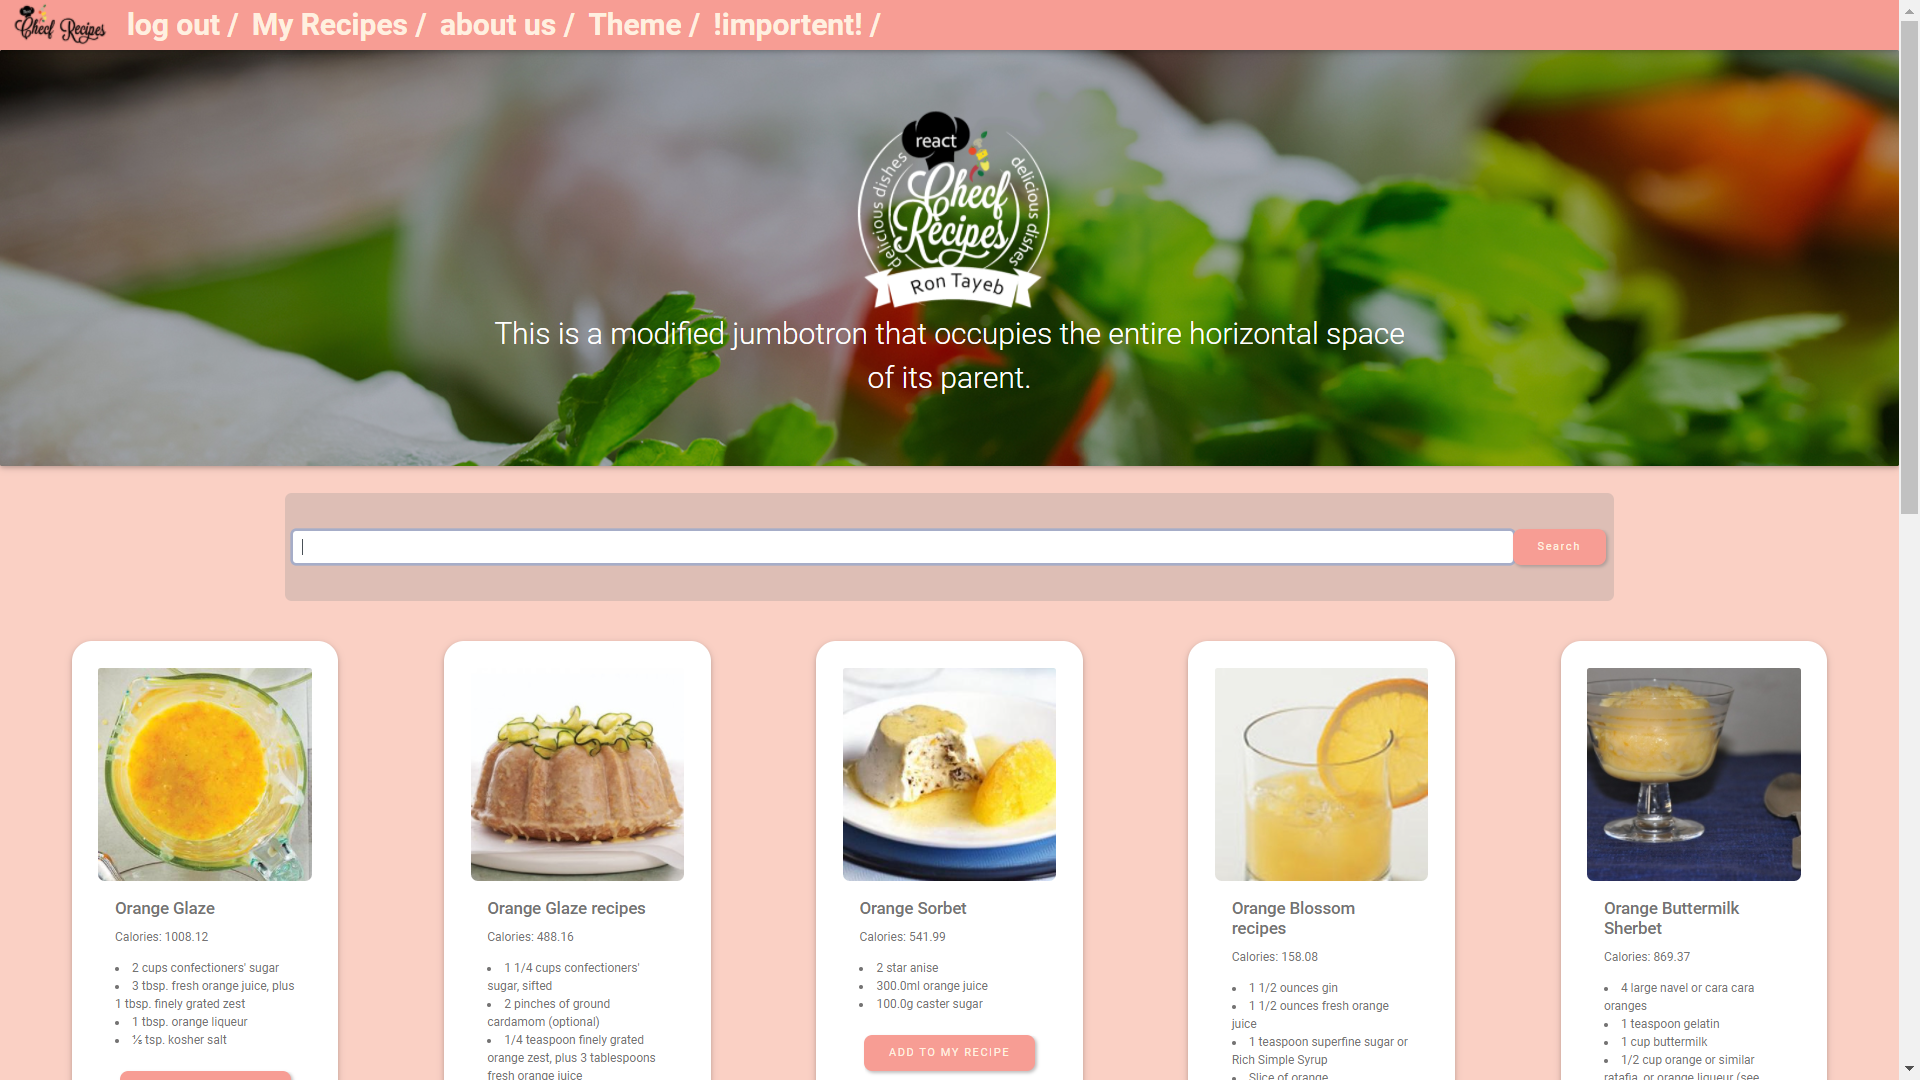 Checf Recipes
log out / My Recipes / about us / Theme / !importent! /
react
delicious dishes
delicious dishes
Checf
Recipes
Ron Tayeb
This is a modified jumbotron that occupies the entire horizontal space
of its parent.
Search
Orange Glaze
Calories: 1008.12
2 cups confectioners' sugar
3 tbsp. fresh orange juice, plus
1 tbsp. finely grated zest
1 tbsp. orange liqueur
⅛ tsp. kosher salt
Orange Glaze recipes
Calories: 488.16
1 1/4 cups confectioners'
sugar, sifted
2 pinches of ground
cardamom (optional)
1/4 teaspoon finely grated
orange zest, plus 3 tablespoons
fresh orange juice
Orange Sorbet
Calories: 541.99
2 star anise
300.0ml orange juice
100.0g caster sugar
ADD TO MY RECIPE
Orange Blossom
recipes
Calories: 158.08
1 1/2 ounces gin
1 1/2 ounces fresh orange
juice
1 teaspoon superfine sugar or
Rich Simple Syrup
Slice of orange
Orange Buttermilk
Sherbet
Calories: 869.37
4 large navel or cara cara
oranges
1 teaspoon gelatin
1 cup buttermilk
1/2 cup orange or similar
ratafia, or orange liqueur (see